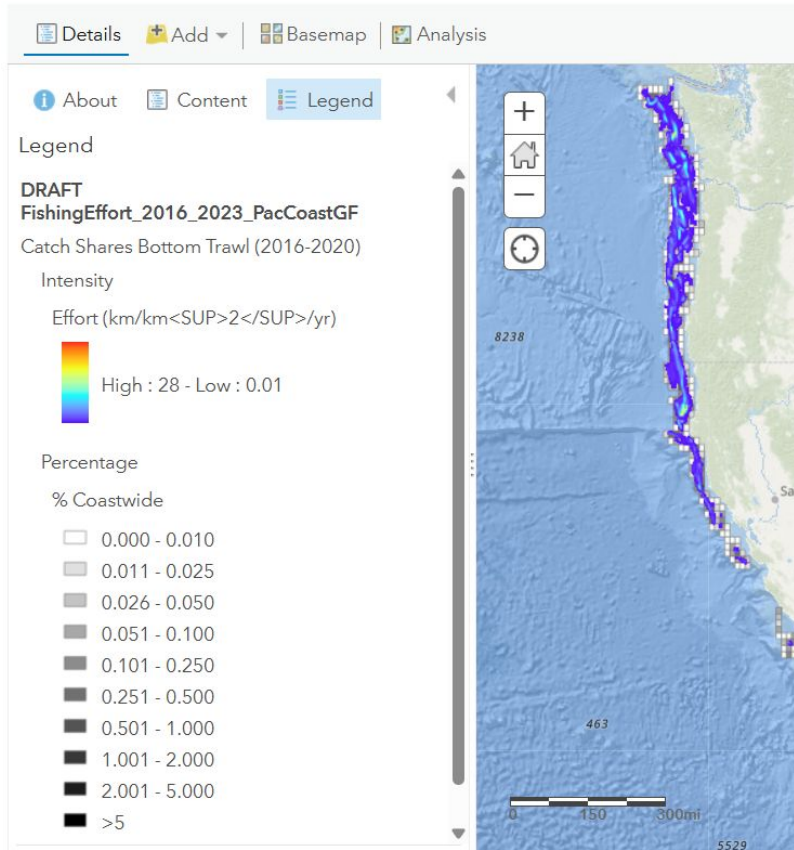 Details Add Basemap Analysis
About Content Legend
Legend
DRAFT
FishingEffort_2016_2023_PacCoastGF
Catch Shares Bottom Trawl (2016-2020)
Intensity
Effort (km/km<SUP>2</SUP>/yr)
High : 28 - Low : 0.01
Percentage
% Coastwide
0.000 - 0.010
0.011 - 0.025
0.026 - 0.050
0.051 - 0.100
0.101 - 0.250
0.251 - 0.500
0.501 - 1.000
1.001 - 2.000
2.001 - 5.000
>5
8238
Sa
463
0 150 300mi
5529